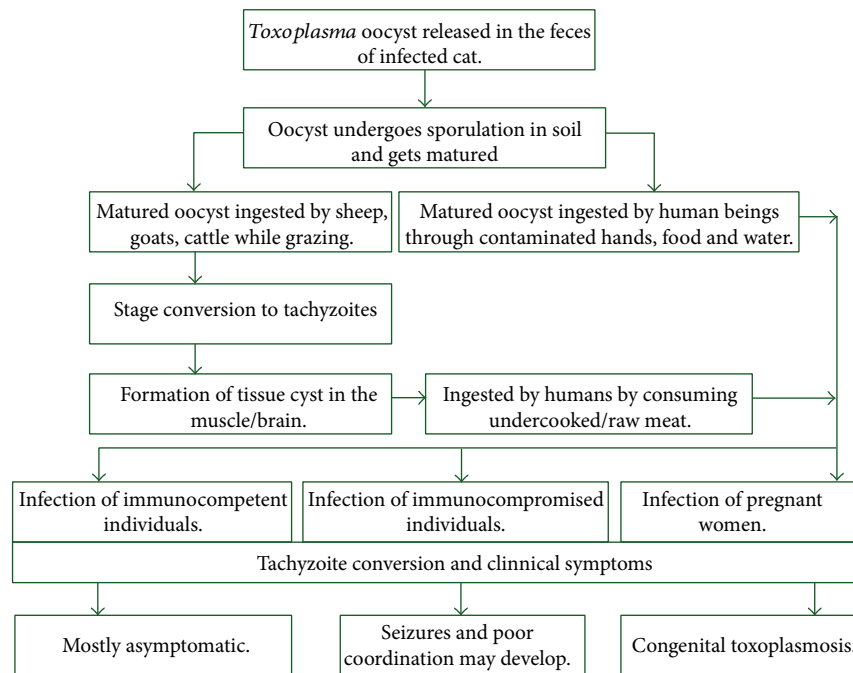 Toxoplasma oocyst released in the feces
of infected cat.
Oocyst undergoes sporulation in soil
and gets matured
Matured oocyst ingested by sheep,
goats, cattle while grazing.
Matured oocyst ingested by human beings
through contaminated hands, food and water.
Stage conversion to tachyzoites
Formation of tissue cyst in the
muscle/brain.
Ingested by humans by consuming
undercooked/raw meat.
Infection of immunocompetent
individuals.
Infection of immunocompromised
individuals.
Infection of pregnant
women.
Tachyzoite conversion and clinnical symptoms
Mostly asymptomatic.
Seizures and poor
coordination may develop.
Congenital toxoplasmosis.